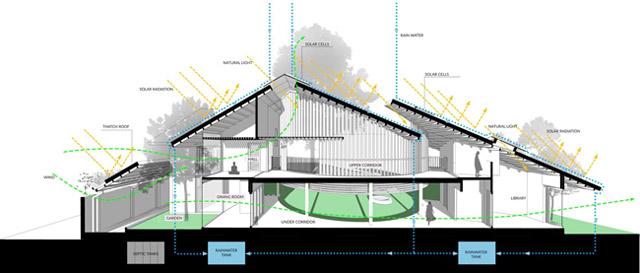 RAIN WATER
SOLAR CELLS
NATURAL LIGHT
SOLAR CELLS
SOLAR RADIATION
THATCH ROOF
NATURAL LIGHT
SOLAR RADIATION
HALL
UPPER CORRIDOR
WIND
DINING ROOM
LIBRARY
GARDEN
UNDER CORRIDOR
SEPTIC TANKS
RAINWATER
TANK
RAINWATER
TANK